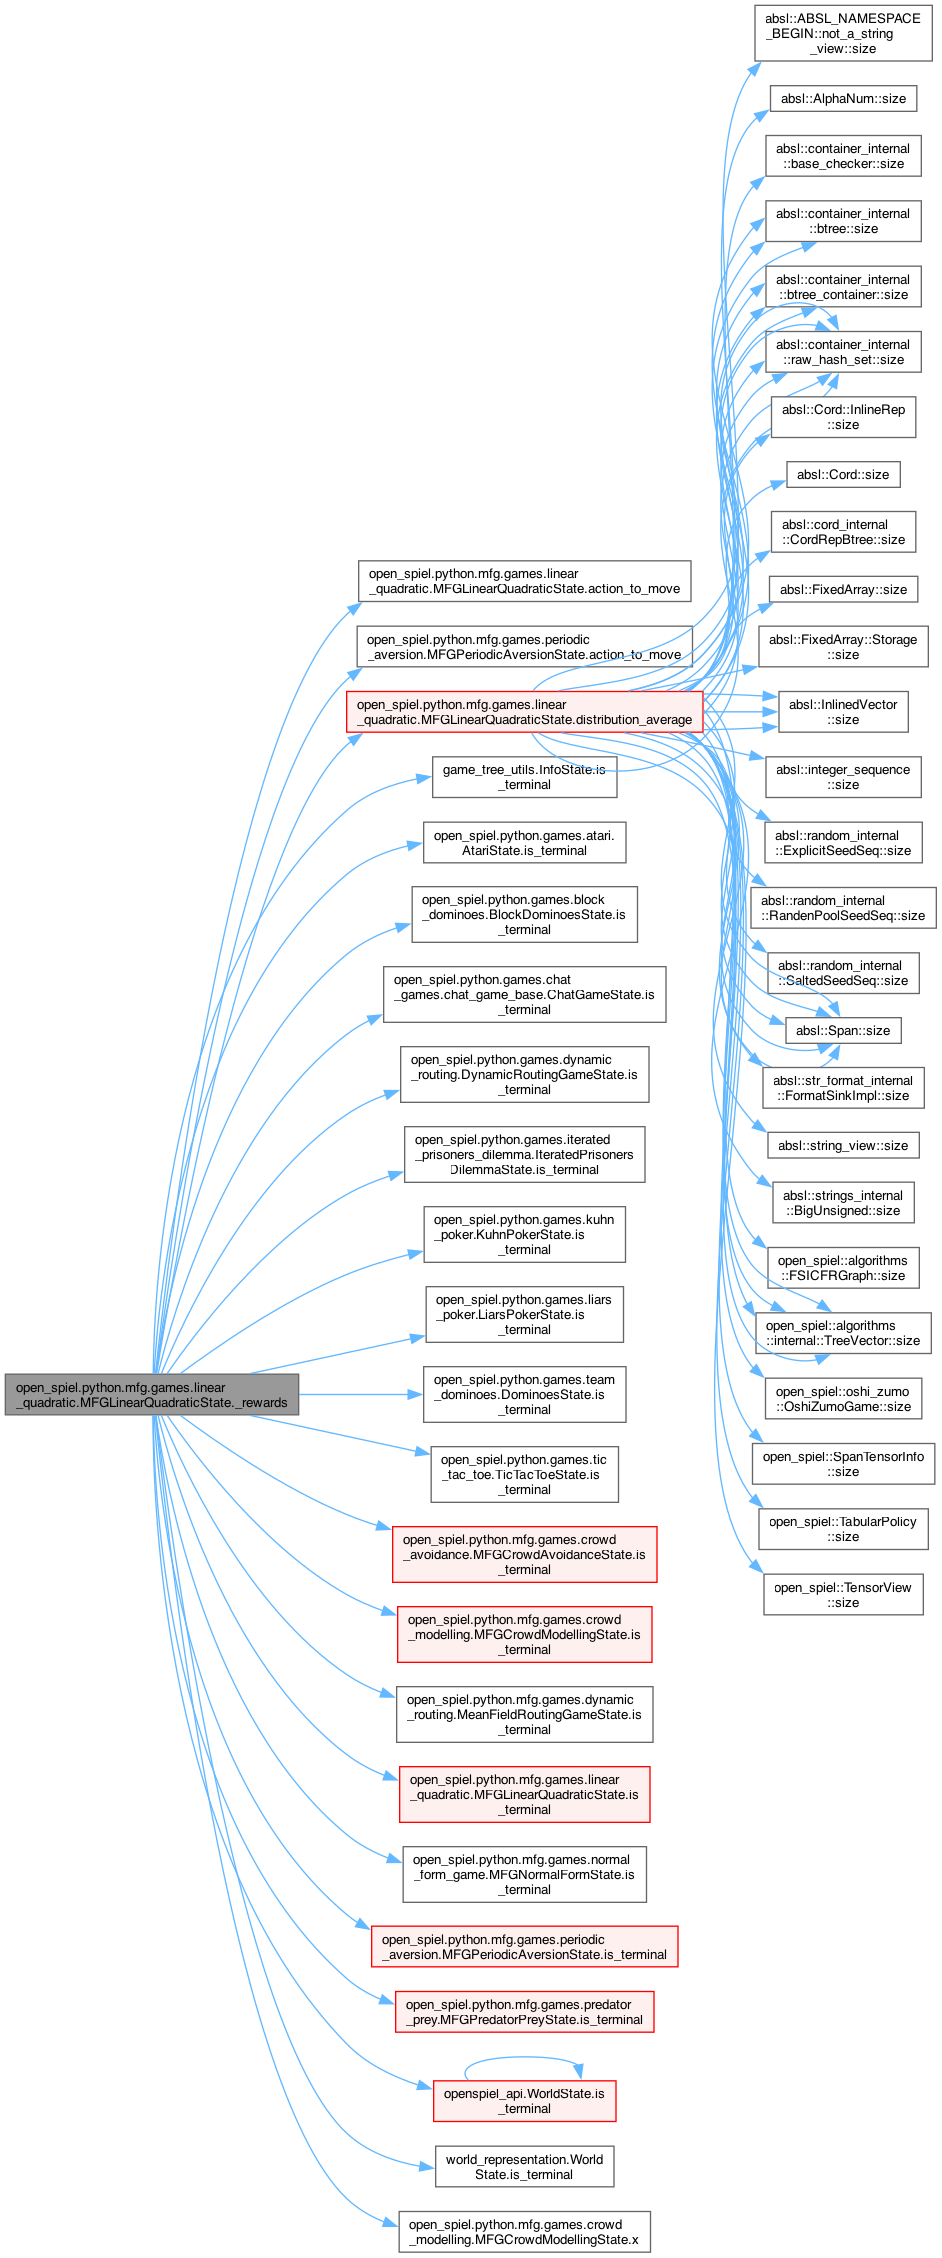 absl::ABSL_NAMESPACE
_BEGIN::not_a_string
_view::size
absl::AlphaNum::size
absl::container_internal
::base_checker::size
absl::container_internal
::btree::size
absl::container_internal
::btree_container::size
absl::container_internal
::raw_hash_set::size
absl::Cord::InlineRep
::size
absl::Cord::size
absl::cord_internal
::CordRepBtree::size
absl::FixedArray::size
absl::FixedArray::Storage
::size
absl::InlinedVector
::size
absl::integer_sequence
::size
absl::random_internal
::ExplicitSeedSeq::size
absl::random_internal
::RandenPoolSeedSeq::size
absl::random_internal
::SaltedSeedSeq::size
absl::Span::size
absl::str_format_internal
::FormatSinkImpl::size
absl::string_view::size
absl::strings_internal
::BigUnsigned::size
open_spiel::algorithms
::FSICFRGraph::size
open_spiel::algorithms
::internal::TreeVector::size
open_spiel::oshi_zumo
::OshiZumoGame::size
open_spiel::SpanTensorInfo
::size
open_spiel::TabularPolicy
::size
open_spiel::TensorView
::size
open_spiel.python.mfg.games.linear
_quadratic.MFGLinearQuadraticState.action_to_move
open_spiel.python.mfg.games.periodic
_aversion.MFGPeriodicAversionState.action_to_move
open_spiel.python.mfg.games.linear
_quadratic.MFGLinearQuadraticState.distribution_average
game_tree_utils.InfoState.is
_terminal
open_spiel.python.games.atari.
AtariState.is_terminal
open_spiel.python.games.block
_dominoes.BlockDominoesState.is
_terminal
open_spiel.python.games.chat
_games.chat_game_base.ChatGameState.is
_terminal
open_spiel.python.games.dynamic
_routing.DynamicRoutingGameState.is
_terminal
open_spiel.python.games.iterated
_prisoners_dilemma.IteratedPrisoners
DilemmaState.is_terminal
open_spiel.python.games.kuhn
_poker.KuhnPokerState.is
_terminal
open_spiel.python.games.liars
_poker.LiarsPokerState.is
_terminal
open_spiel.python.games.team
_dominoes.DominoesState.is
_terminal
open_spiel.python.games.tic
_tac_toe.TicTacToeState.is
_terminal
open_spiel.python.mfg.games.crowd
_avoidance.MFGCrowdAvoidanceState.is
_terminal
open_spiel.python.mfg.games.crowd
_modelling.MFGCrowdModellingState.is
_terminal
open_spiel.python.mfg.games.dynamic
_routing.MeanFieldRoutingGameState.is
_terminal
open_spiel.python.mfg.games.linear
_quadratic.MFGLinearQuadraticState.is
_terminal
open_spiel.python.mfg.games.normal
_form_game.MFGNormalFormState.is
_terminal
open_spiel.python.mfg.games.periodic
_aversion.MFGPeriodicAversionState.is_terminal
open_spiel.python.mfg.games.predator
_prey.MFGPredatorPreyState.is_terminal
openspiel_api.WorldState.is
_terminal
world_representation.World
State.is_terminal
open_spiel.python.mfg.games.crowd
_modelling.MFGCrowdModellingState.x
open_spiel.python.mfg.games.linear
_quadratic.MFGLinearQuadraticState._rewards